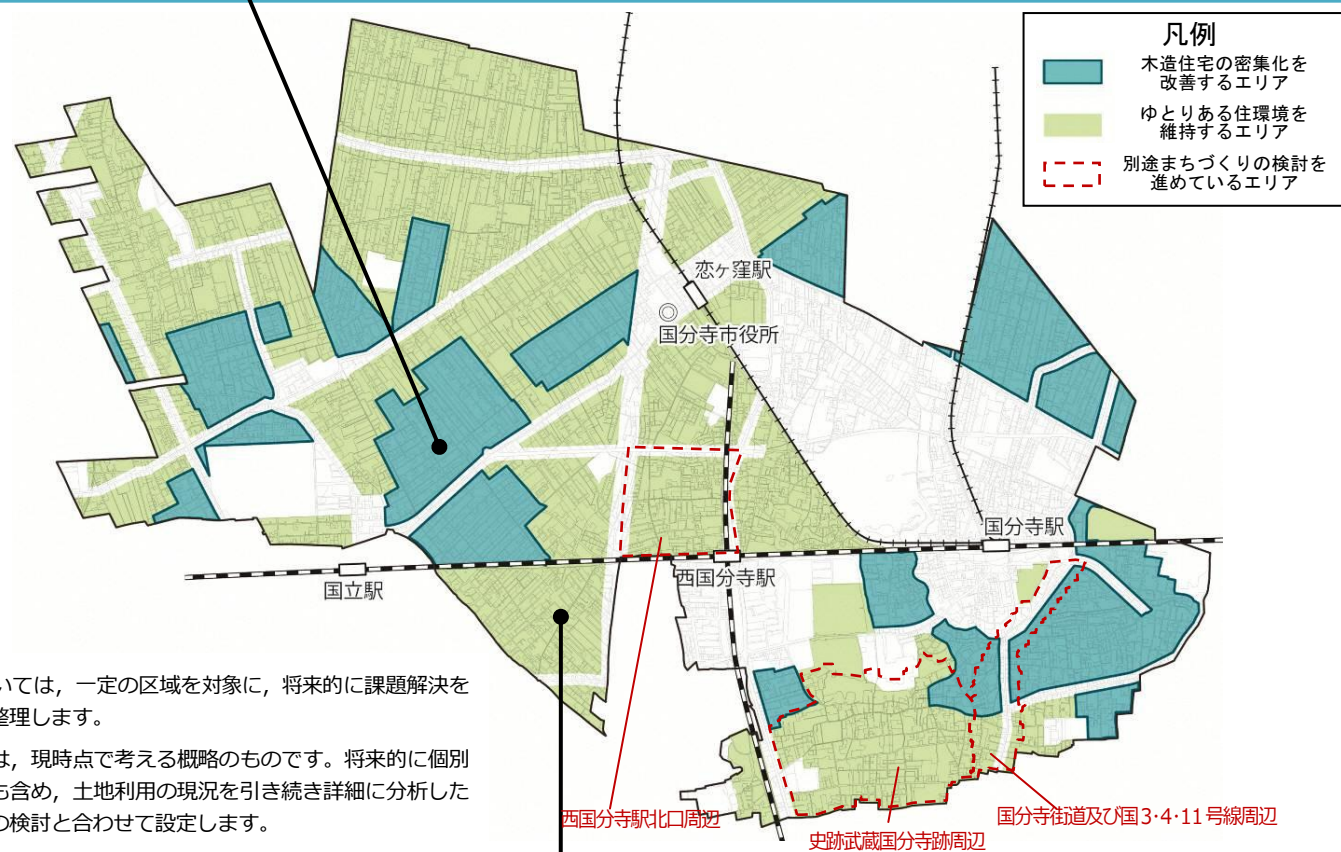 凡例
木造住宅の密集化を
改善するエリア
ゆとりある住環境を
維持するエリア
別途まちづくりの検討を
進めているエリア
恋ヶ窪駅
国分寺市役所
国分寺駅
西国分寺駅
国立駅
いては，一定の区域を対象に，将来的に課題解決を
整理します。
は，現時点で考える概略のものです。将来的に個別
も含め，土地利用の現況を引き続き詳細に分析した
の検討と合わせて設定します。
西国分寺駅北口周辺
史跡武蔵国分寺跡周辺
国分寺街道及び国3・4・11号線周辺